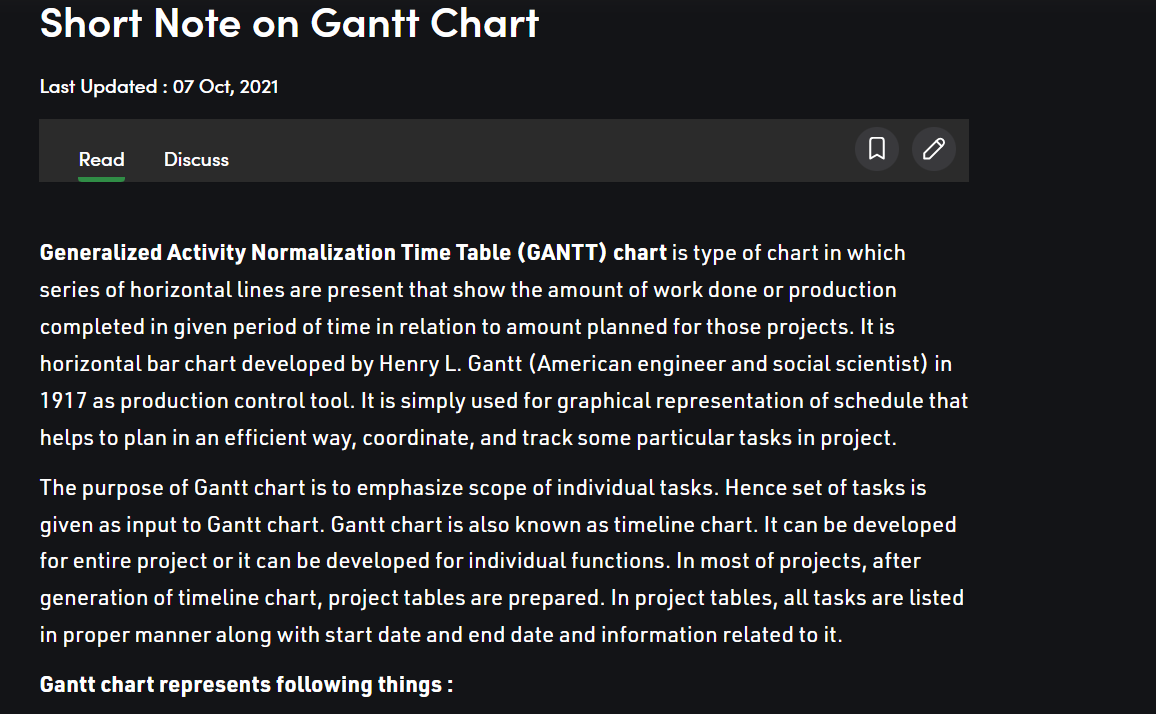 Short Note on Gantt Chart
Last Updated : 07 Oct, 2021
Read Discuss
Generalized Activity Normalization Time Table (GANTT) chart is type of chart in which
series of horizontal lines are present that show the amount of work done or production
completed in given period of time in relation to amount planned for those projects. It is
horizontal bar chart developed by Henry L. Gantt (American engineer and social scientist) in
1917 as production control tool. It is simply used for graphical representation of schedule that
helps to plan in an efficient way, coordinate, and track some particular tasks in project.
The purpose of Gantt chart is to emphasize scope of individual tasks. Hence set of tasks is
given as input to Gantt chart. Gantt chart is also known as timeline chart. It can be developed
for entire project or it can be developed for individual functions. In most of projects, after
generation of timeline chart, project tables are prepared. In project tables, all tasks are listed
in proper manner along with start date and end date and information related to it.
Gantt chart represents following things :